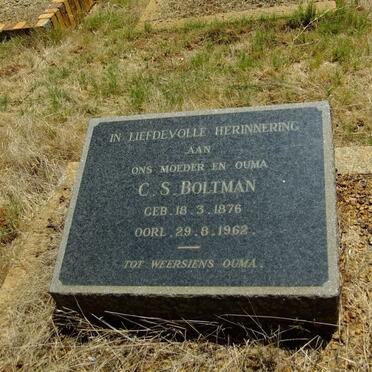 IN LIEFDEVOLLE HERINNERING
AAN
ONS MOEDER EN OUMA
C. S. BOLTMAN
GEB. 18.3.1876
OORL. 29.8.1962.
TOT WEERSIENS OUMA.